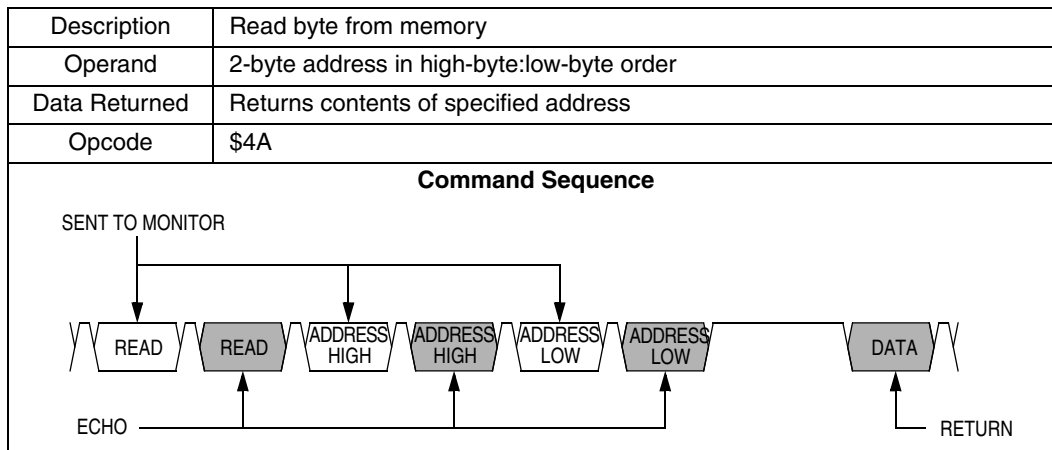 Description Read byte from memory
Operand 2-byte address in high-byte:low-byte order
Data Returned Returns contents of specified address
Opcode $4A
Command Sequence
SENT TO MONITOR
READ READ ADDRESS HIGH ADDRESS HIGH ADDRESS LOW ADDRESS LOW DATA
ECHO RETURN